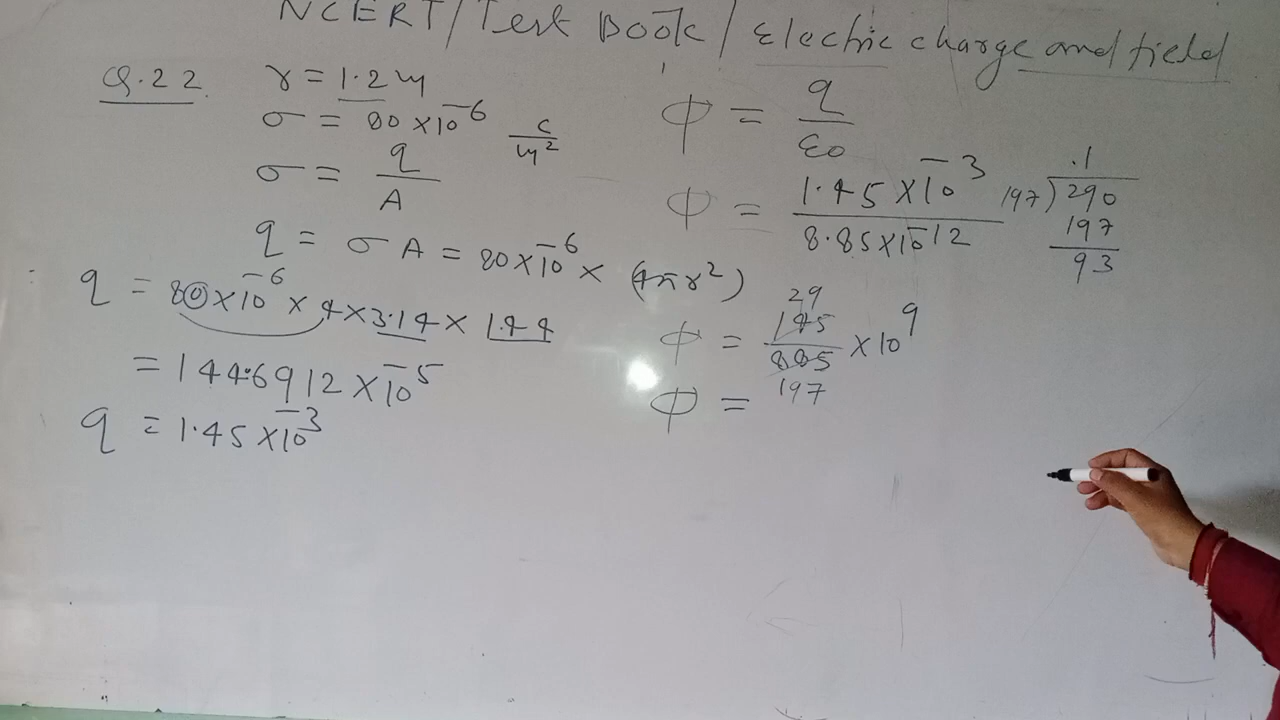 NCERT/Text Book/Electric charge and field
Q.22 r = 1.2 m
σ = 80 × 10⁻⁶ C/m²
σ = q/A
q = σA = 80 × 10⁻⁶ × (4πr²)
q = 80 × 10⁻⁶ × 4 × 3.14 × 1.44
= 144.6912 × 10⁻⁵
q = 1.45 × 10⁻³
ϕ = q/ε0
ϕ = 1.45 × 10⁻³ / 8.85 × 10⁻¹²
29
ϕ = 145/885 × 10⁹
197
ϕ =
.1
197) 290
197
93